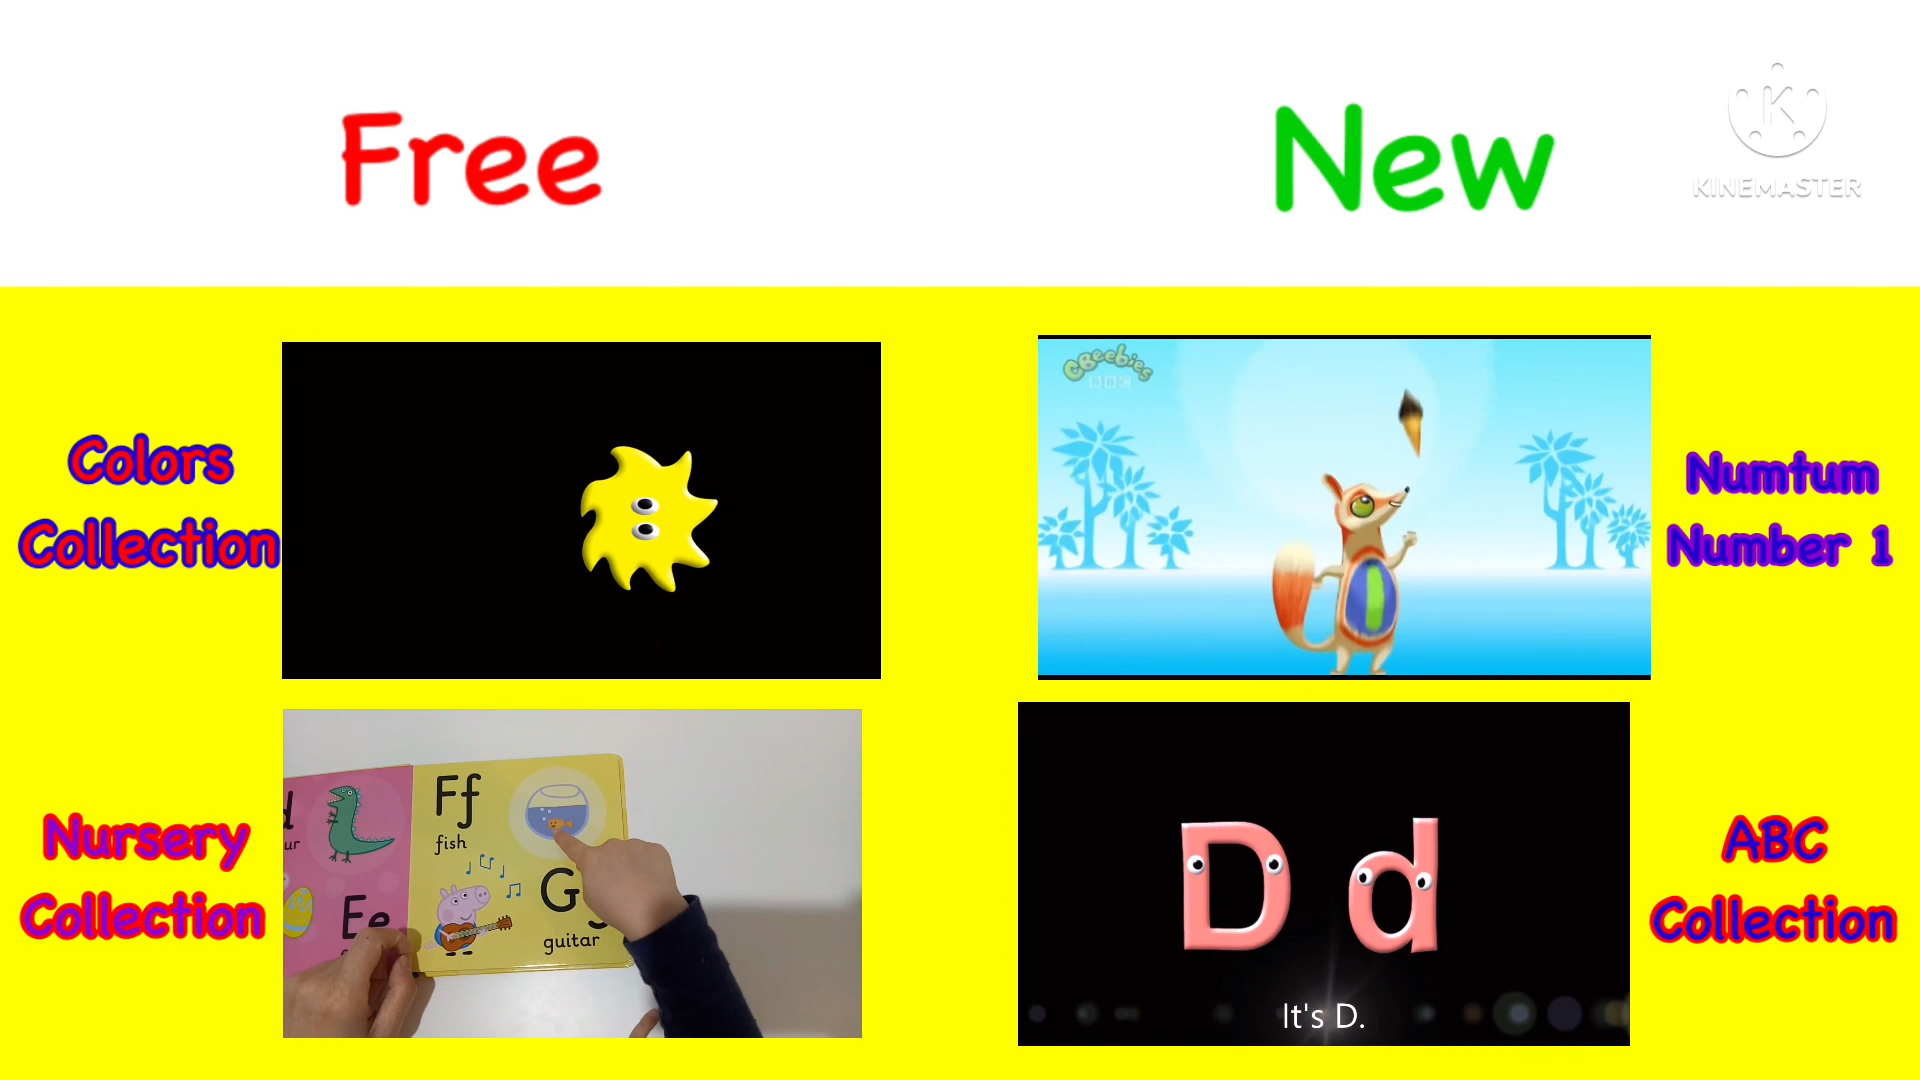 Free
New
KINEMASTER
Colors
Collection
CBeebies
BBC
Numtum
Number 1
Nursery
Collection
Ff
fish
Ee
G
guitar
D d
It's D.
ABC
Collection